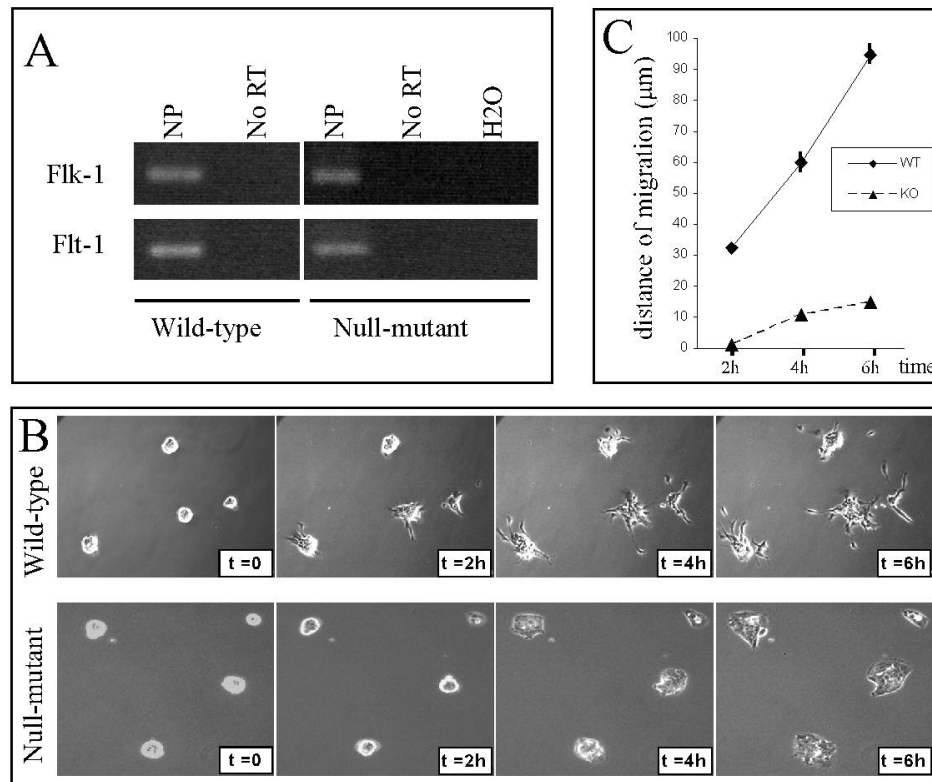 A
NP
No RT
NP
No RT
H2O
Flk-1
Flt-1
Wild-type
Null-mutant
C
distance of migration (µm)
100
90
80
70
60
50
40
30
20
10
0
2h
4h
6h
time
WT
KO
B
Wild-type
t =0
t =2h
t =4h
t =6h
Null-mutant
t =0
t =2h
t =4h
t =6h